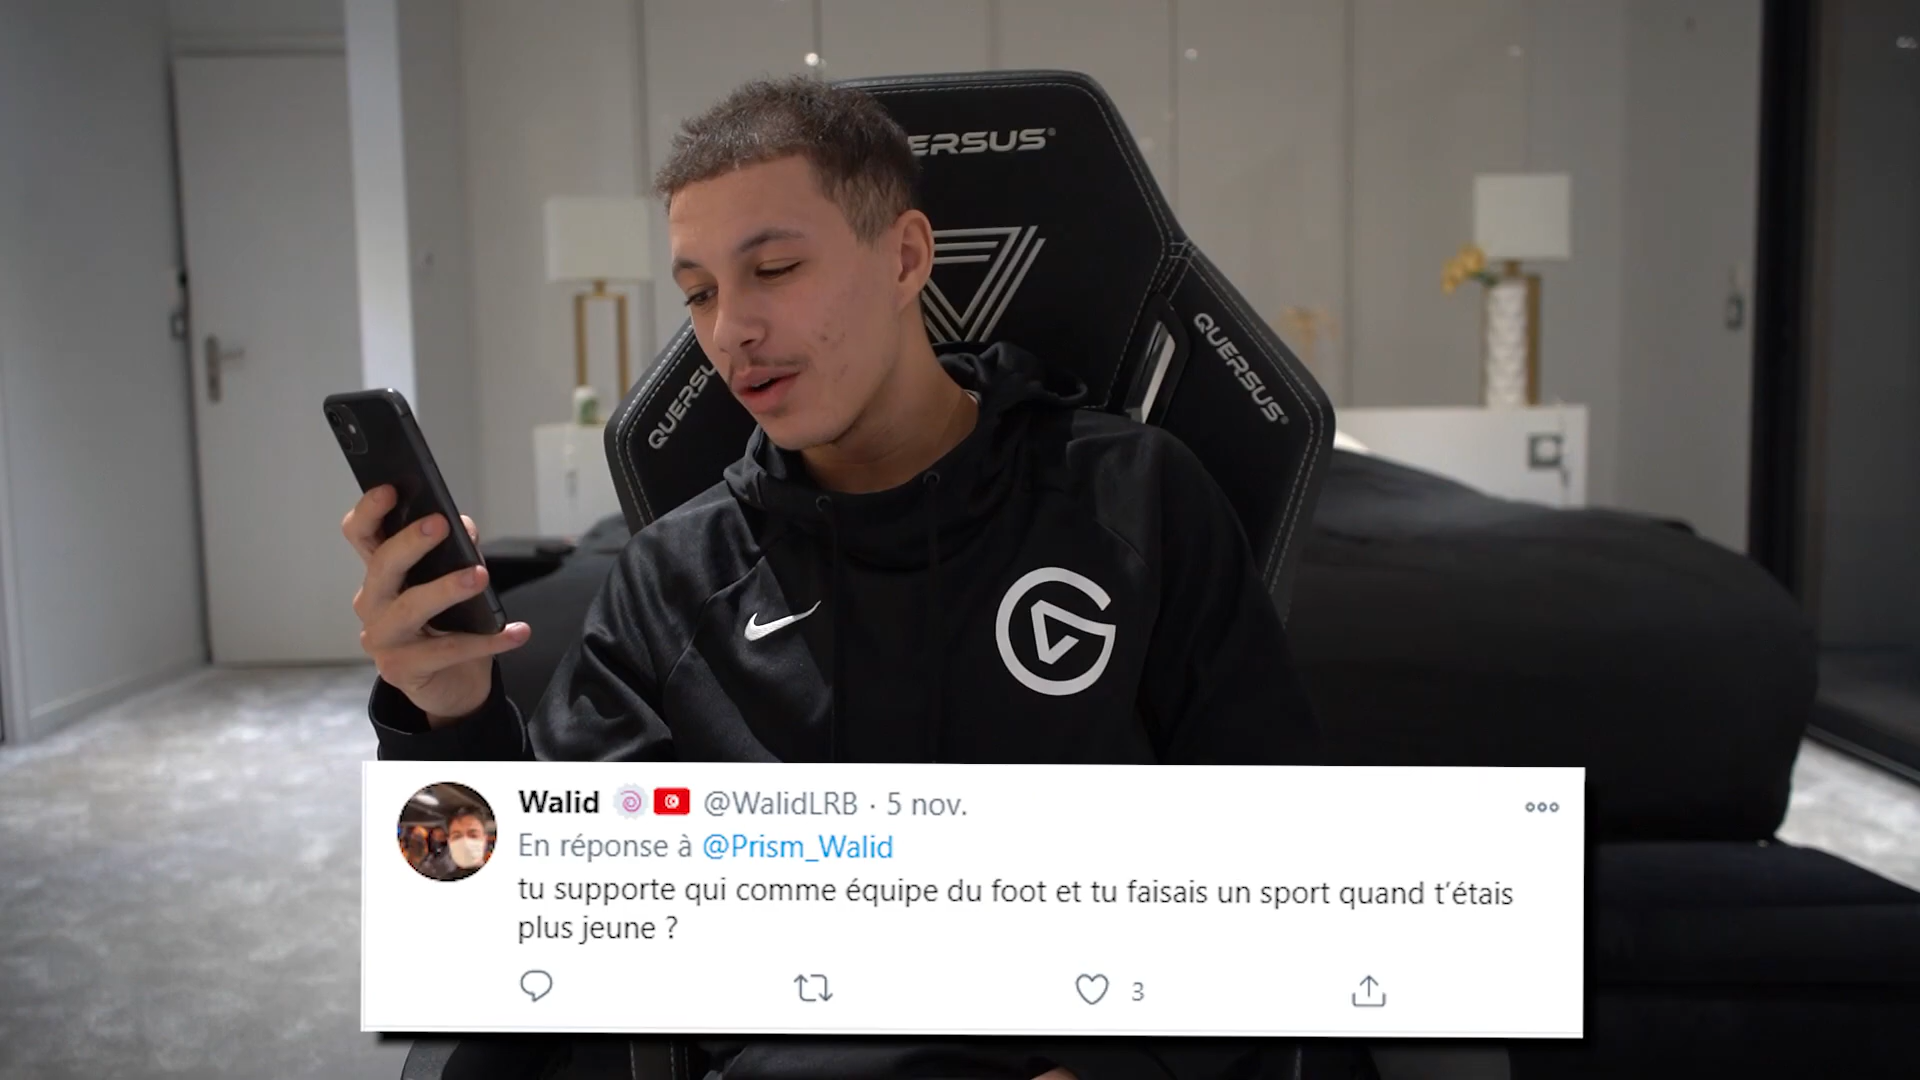 ERSUS
QUERSU
QUERSUS
Walid @WalidLRB · 5 nov.
En réponse à @Prism_Walid
tu supporte qui comme équipe du foot et tu faisais un sport quand t’étais
plus jeune ?
3